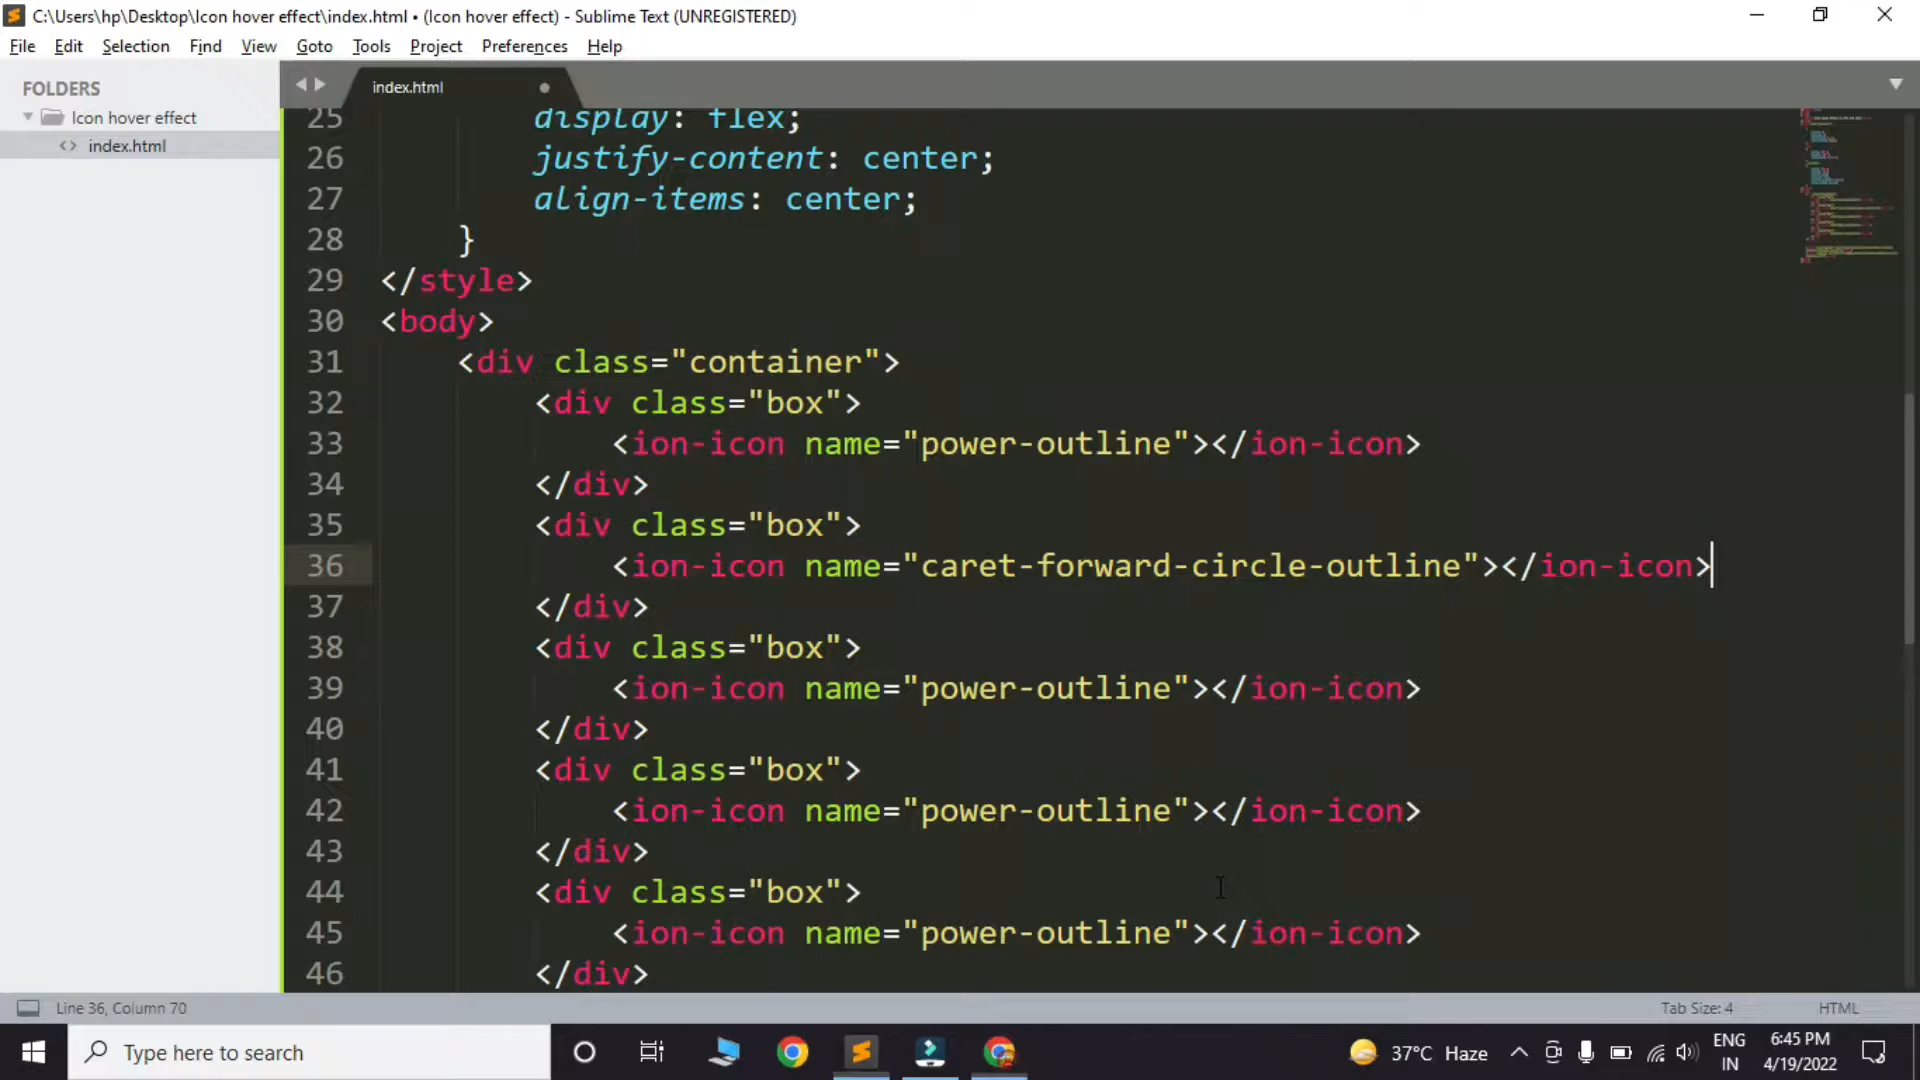 C:\Users\hp\Desktop\Icon hover effect\index.html • (Icon hover effect) - Sublime Text (UNREGISTERED)
File Edit Selection Find View Goto Tools Project Preferences Help
FOLDERS
Icon hover effect
<> index.html
index.html
25 display: flex;
26 justify-content: center;
27 align-items: center;
28 }
29 </style>
30 <body>
31 <div class="container">
32 <div class="box">
33 <ion-icon name="power-outline"></ion-icon>
34 </div>
35 <div class="box">
36 <ion-icon name="caret-forward-circle-outline"></ion-icon>
37 </div>
38 <div class="box">
39 <ion-icon name="power-outline"></ion-icon>
40 </div>
41 <div class="box">
42 <ion-icon name="power-outline"></ion-icon>
43 </div>
44 <div class="box">
45 <ion-icon name="power-outline"></ion-icon>
46 </div>
Line 36, Column 70
Tab Size: 4
HTML
Type here to search
37°C Haze
ENG
IN
6:45 PM
4/19/2022